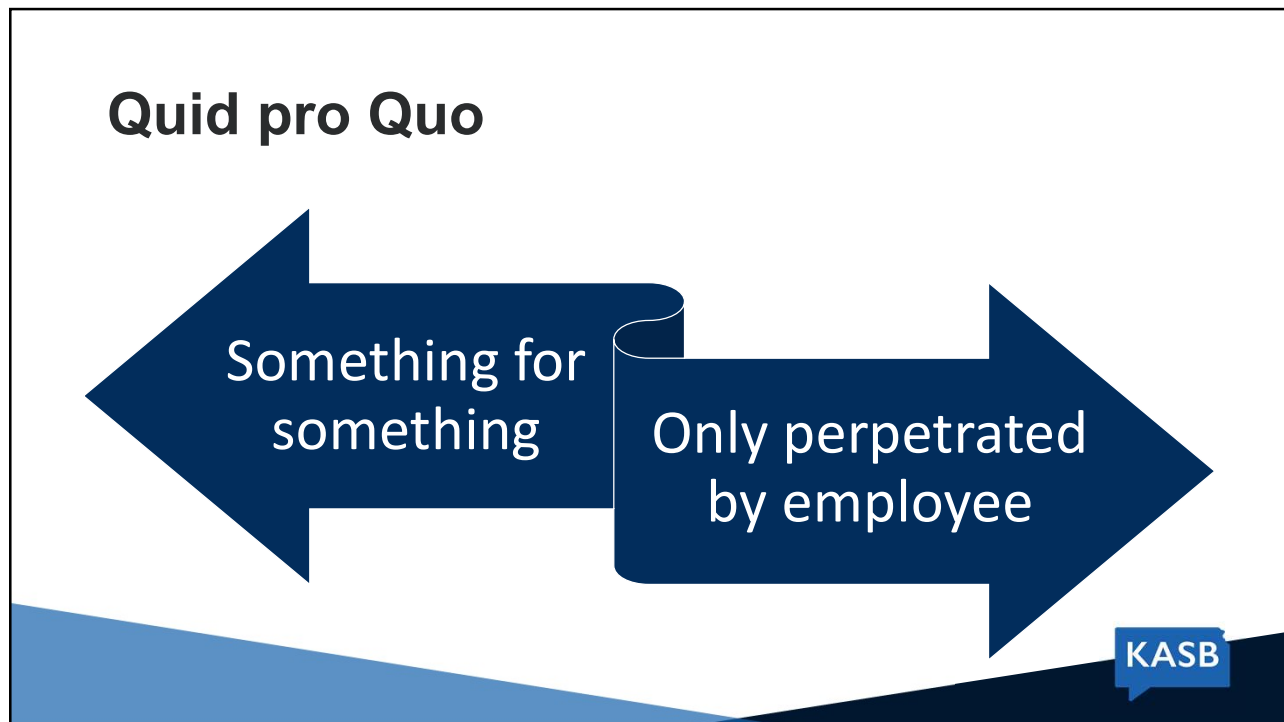 Quid pro Quo
Something for
something
Only perpetrated
by employee
KASB